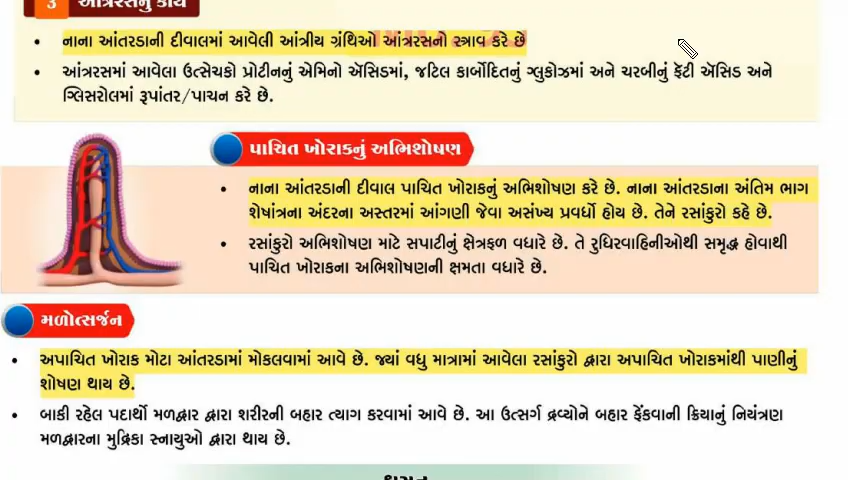 3 આંત્રરસનું કાર્ય
• નાના આંતરડાની દીવાલમાં આવેલી આંત્રીય ગ્રંથિઓ આંત્રરસનો સ્ત્રાવ કરે છે
• આંત્રરસમાં આવેલા ઉત્સેચકો પ્રોટીનનું એમિનો ઍસિડમાં, જટિલ કાર્બોદિતનું ગ્લુકોઝમાં અને ચરબીનું ફૅટી ઍસિડ અને
ગ્લિસરોલમાં રૂપાંતર/પાચન કરે છે.
પાચિત ખોરાકનું અભિશોષણ
• નાના આંતરડાની દીવાલ પાચિત ખોરાકનું અભિશોષણ કરે છે. નાના આંતરડાના અંતિમ ભાગ
શેષાંત્રના અંદરના અસ્તરમાં આંગણી જેવા અસંખ્ય પ્રવર્ધો હોય છે. તેને રસાંકુરો કહે છે.
• રસાંકુરો અભિશોષણ માટે સપાટીનું ક્ષેત્રફળ વધારે છે. તે રુધિરવાહિનીઓથી સમૃદ્ધ હોવાથી
પાચિત ખોરાકના અભિશોષણની ક્ષમતા વધારે છે.
મળોત્સર્જન
• અપાચિત ખોરાક મોટા આંતરડામાં મોકલવામાં આવે છે. જ્યાં વધુ માત્રામાં આવેલા રસાંકુરો દ્વારા અપાચિત ખોરાકમાંથી પાણીનું
શોષણ થાય છે.
• બાકી રહેલ પદાર્થો મળદ્વાર દ્વારા શરીરની બહાર ત્યાગ કરવામાં આવે છે. આ ઉત્સર્ગ દ્રવ્યોને બહાર ફેંકવાની ક્રિયાનું નિયંત્રણ
મળદ્વારના મુદ્રિકા સ્નાયુઓ દ્વારા થાય છે.